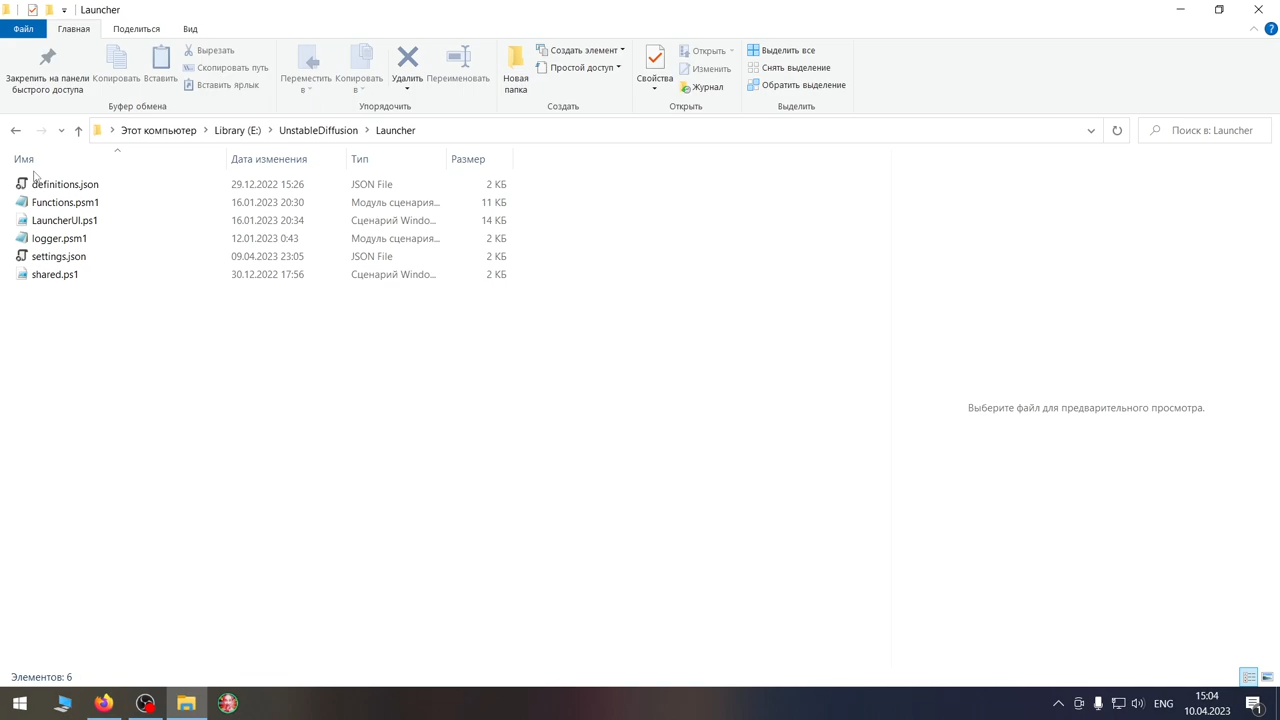 Launcher
Файл Главная Поделиться Вид
Закрепить на панели быстрого доступа
Копировать
Вставить
Вырезать
Скопировать путь
Вставить ярлык
Переместить в
Копировать в
Удалить
Переименовать
Новая папка
Создать элемент
Простой доступ
Свойства
Открыть
Изменить
Журнал
Выделить все
Снять выделение
Обратить выделение
Буфер обмена Упорядочить Создать Открыть Выделить
Этот компьютер Library (E:) UnstableDiffusion Launcher
Поиск в: Launcher
Имя Дата изменения Тип Размер
definitions.json 29.12.2022 15:26 JSON File 2 КБ
Functions.psm1 16.01.2023 20:30 Модуль сценария... 11 КБ
LauncherUI.ps1 16.01.2023 20:34 Сценарий Windo... 14 КБ
logger.psm1 12.01.2023 0:43 Модуль сценария... 2 КБ
settings.json 09.04.2023 23:05 JSON File 2 КБ
shared.ps1 30.12.2022 17:56 Сценарий Windo... 2 КБ
Выберите файл для предварительного просмотра.
Элементов: 6
ENG
15:04
10.04.2023
1